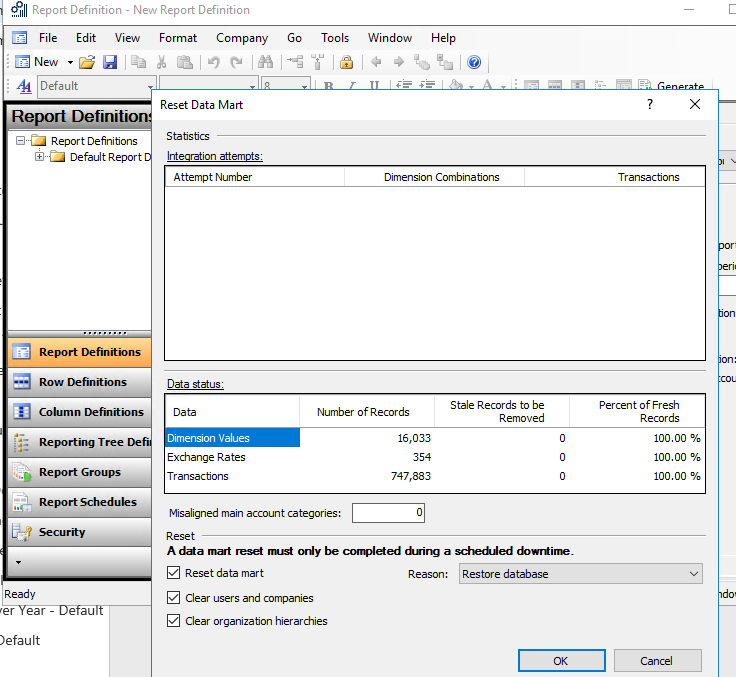 Report Definition - New Report Definition
File Edit View Format Company Go Tools Window Help
New
Default 8 B I U Generate
Reset Data Mart ?
Report Definitions
Report Definitions
Default Report D
Statistics
Integration attempts:
Attempt Number Dimension Combinations Transactions
Data status:
Data Number of Records Stale Records to be Removed Percent of Fresh Records
Dimension Values 16,033 0 100.00 %
Exchange Rates 354 0 100.00 %
Transactions 747,883 0 100.00 %
Misaligned main account categories: 0
Reset
A data mart reset must only be completed during a scheduled downtime.
Reset data mart Reason: Restore database
Clear users and companies
Clear organization hierarchies
OK Cancel
Report Definitions
Row Definitions
Column Definitions
Reporting Tree Defi
Report Groups
Report Schedules
Security
Ready
ver Year - Default
Default